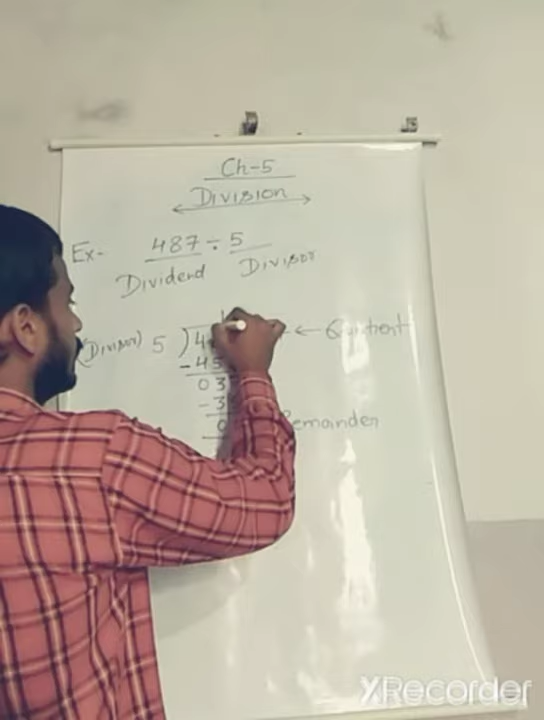 Ch-5
Division
Ex- 487 ÷ 5
Dividend Divisor
(Divisor) 5 ) 4 ← Quotient
-45
03
-3
0 Remainder
XRecorder